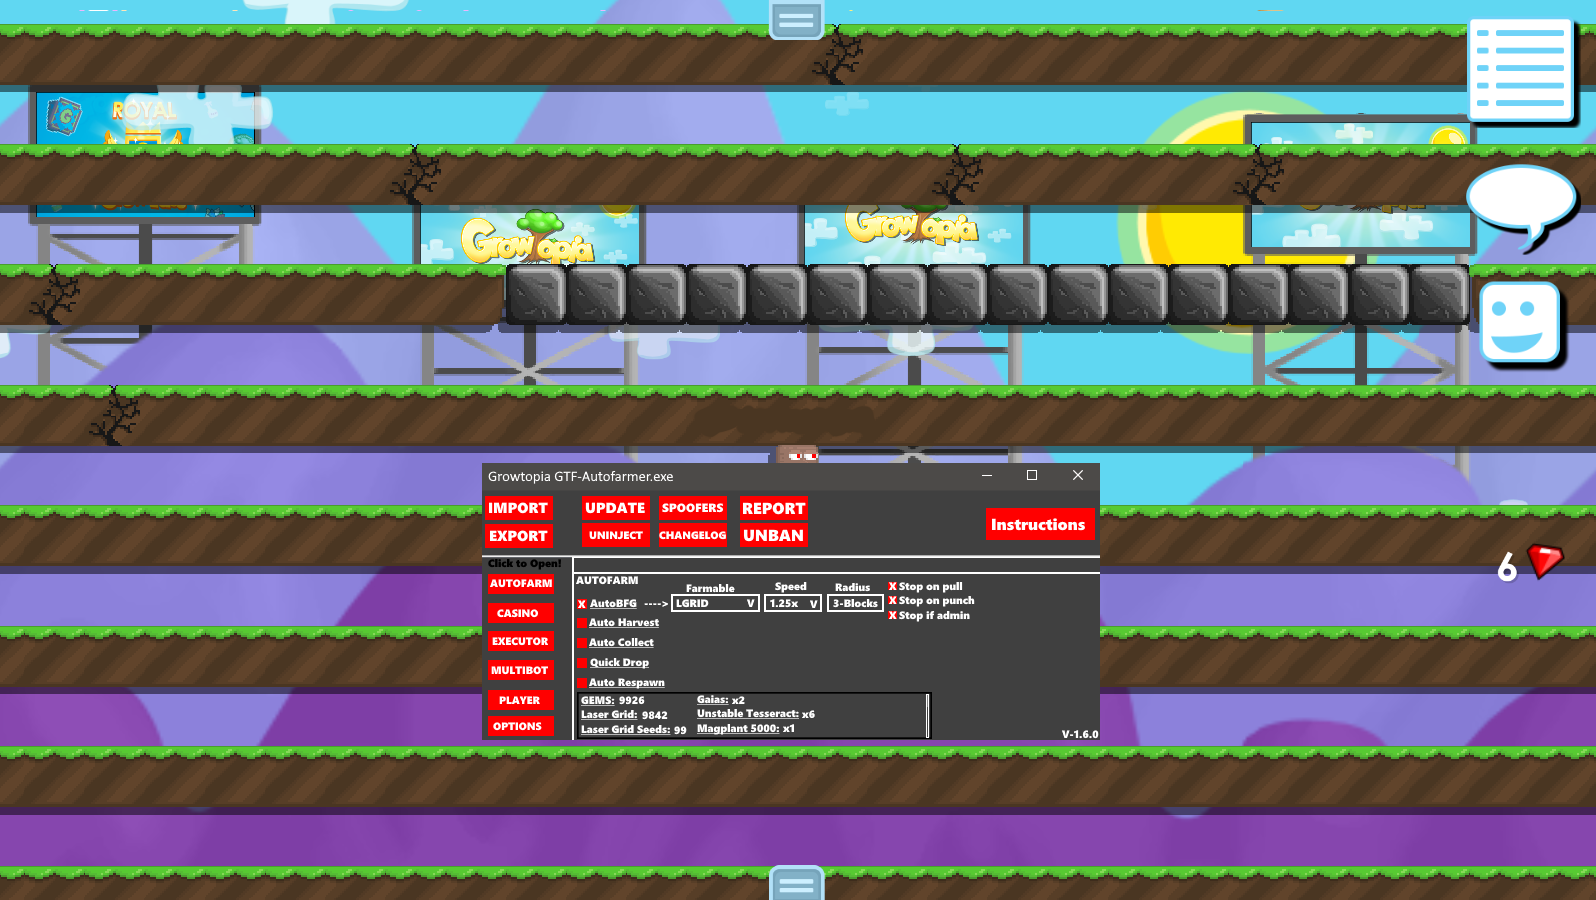 ROYAL
GROWTOPIA
GROWTOPIA
Growtopia GTF-Autofarmer.exe
IMPORT UPDATE SPOOFERS REPORT
Instructions
EXPORT UNINJECT CHANGELOG UNBAN
Click to Open!
AUTOFARM
CASINO
EXECUTOR
MULTIBOT
PLAYER
OPTIONS
AUTOFARM
Farmable Speed Radius
X AutoBFG ----> LGRID V 1.25x V 3-Blocks
X Stop on pull
X Stop on punch
X Stop if admin
Auto Harvest
Auto Collect
Quick Drop
Auto Respawn
GEMS: 9926 Gaias: x2
Laser Grid: 9842 Unstable Tesseract: x6
Laser Grid Seeds: 99 Magplant 5000: x1
V-1.6.0
6